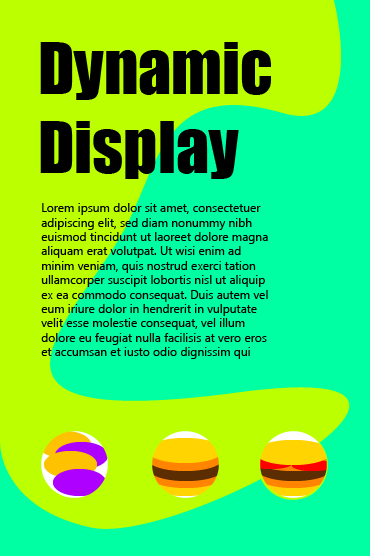 Dynamic
Display
Lorem ipsum dolor sit amet, consectetuer
adipiscing elit, sed diam nonummy nibh
euismod tincidunt ut laoreet dolore magna
aliquam erat volutpat. Ut wisi enim ad
minim veniam, quis nostrud exerci tation
ullamcorper suscipit lobortis nisl ut aliquip
ex ea commodo consequat. Duis autem vel
eum iriure dolor in hendrerit in vulputate
velit esse molestie consequat, vel illum
dolore eu feugiat nulla facilisis at vero eros
et accumsan et iusto odio dignissim qui